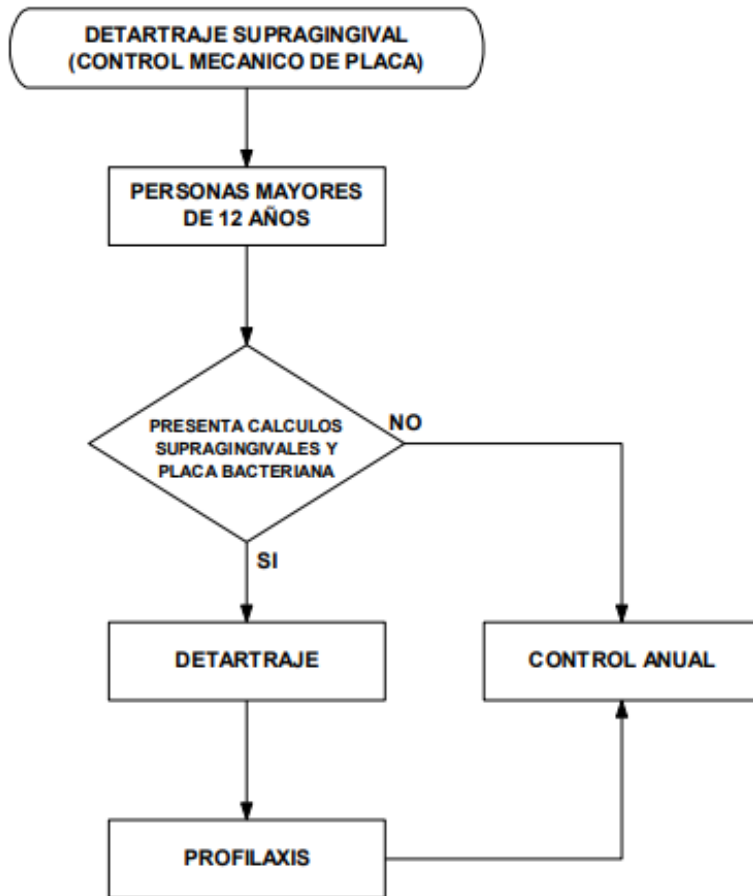 DETARTRAJE SUPRAGINGIVAL
(CONTROL MECANICO DE PLACA)
PERSONAS MAYORES
DE 12 AÑOS
PRESENTA CALCULOS
SUPRAGINGIVALES Y
PLACA BACTERIANA
NO
SI
DETARTRAJE
CONTROL ANUAL
PROFILAXIS